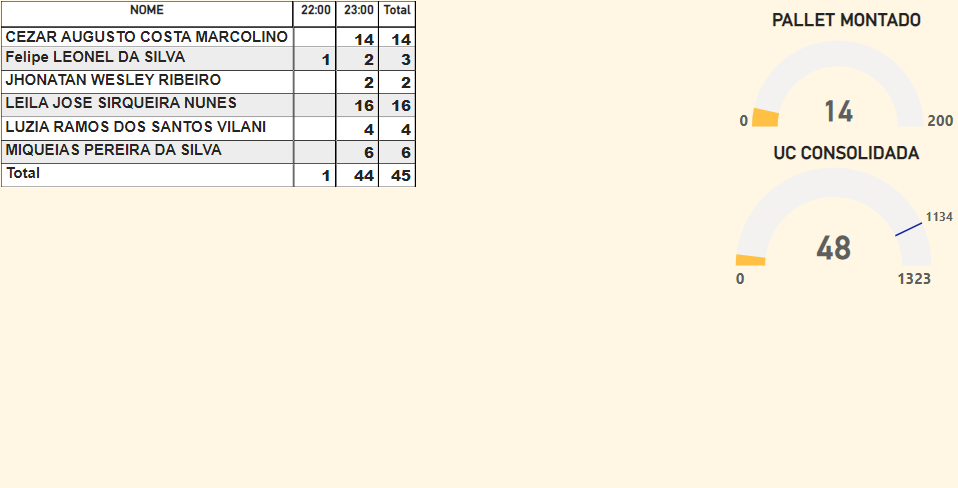 NOME 22:00 23:00 Total
CEZAR AUGUSTO COSTA MARCOLINO 14 14
Felipe LEONEL DA SILVA 1 2 3
JHONATAN WESLEY RIBEIRO 2 2
LEILA JOSE SIRQUEIRA NUNES 16 16
LUZIA RAMOS DOS SANTOS VILANI 4 4
MIQUEIAS PEREIRA DA SILVA 6 6
Total 1 44 45
PALLET MONTADO
14
0 200
UC CONSOLIDADA
1134
48
0 1323